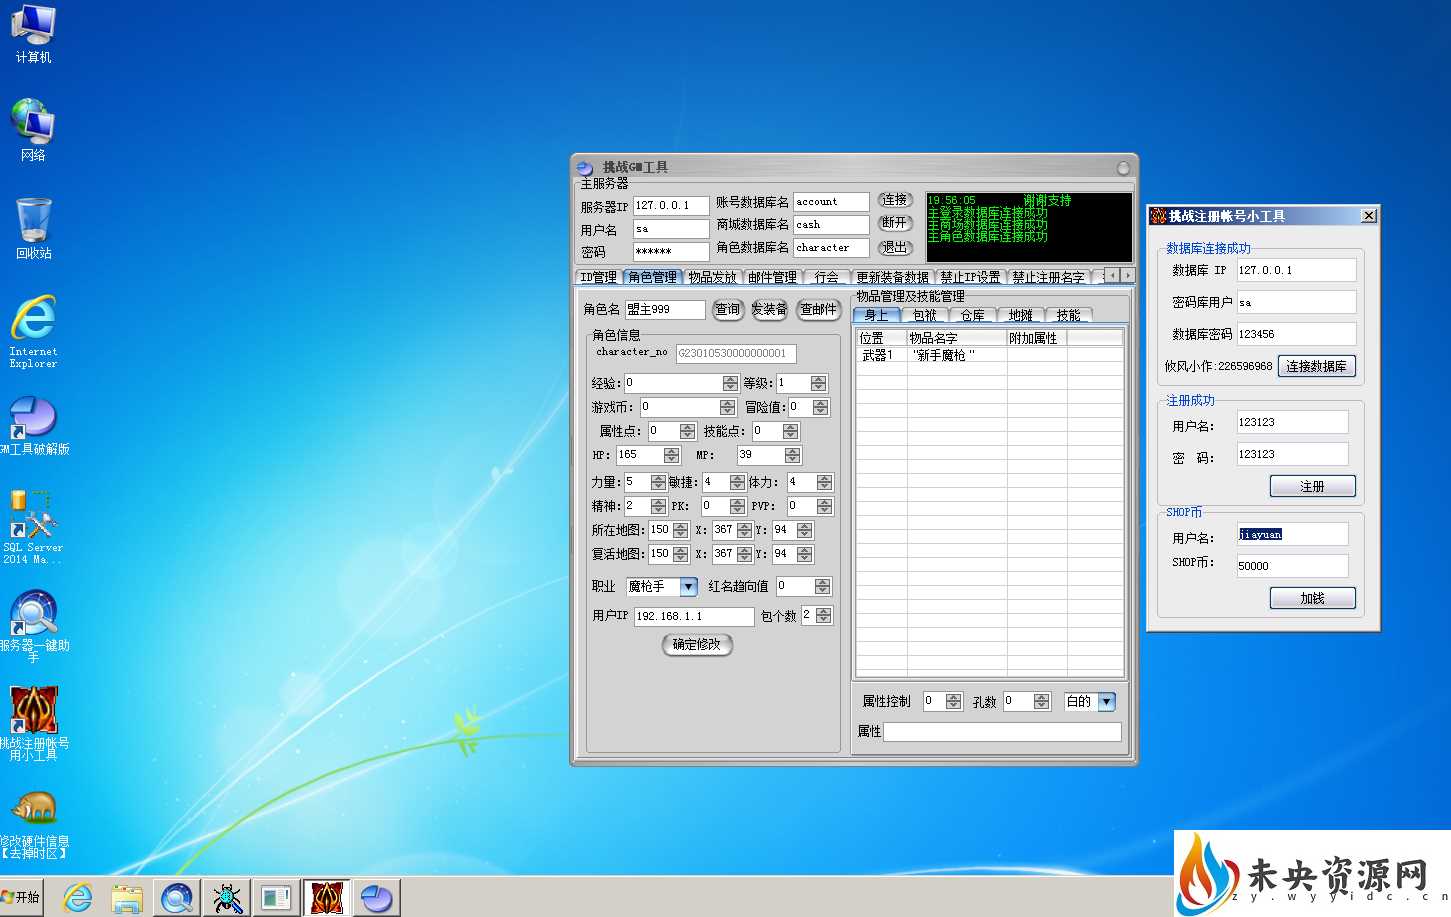 计算机
网络
回收站
Internet
Explorer
GM工具破解版
SQL Server
2014 Ma...
服务器一键助
手
挑战注册帐号
用小工具
修改硬件信息
【去掉时区】
开始
挑战GM工具
主服务器
服务器IP 127.0.0.1 账号数据库名 account 连接
用户名 sa 商城数据库名 cash 断开
密码 ****** 角色数据库名 character 退出
19:56:05 谢谢支持
主登录数据库连接成功
主商场数据库连接成功
主角色数据库连接成功
ID管理 角色管理 物品发放 邮件管理 行会 更新装备数据 禁止IP设置 禁止注册名字
角色名 盟主999 查询 发装备 查邮件
角色信息
character_no G23010530000000001
经验: 0 等级: 1
游戏币: 0 冒险值: 0
属性点: 0 技能点: 0
HP: 165 MP: 39
力量: 5 敏捷: 4 体力: 4
精神: 2 PK: 0 PVP: 0
所在地图: 150 X: 367 Y: 94
复活地图: 150 X: 367 Y: 94
职业 魔枪手 红名趋向值 0
用户IP 192.168.1.1 包个数 2
确定修改
物品管理及技能管理
身上 包袱 仓库 地摊 技能
位置 物品名字 附加属性
武器1 "新手魔枪 "
属性控制 0 孔数 0 白的
属性
挑战注册帐号小工具
数据库连接成功
数据库 IP 127.0.0.1
密码库用户 sa
数据库密码 123456
攸风小作:226596968 连接数据库
注册成功
用户名: 123123
密 码: 123123
注册
SHOP币
用户名: jiayuan
SHOP币: 50000
加钱
未央资源网
zy.wyyidc.cn